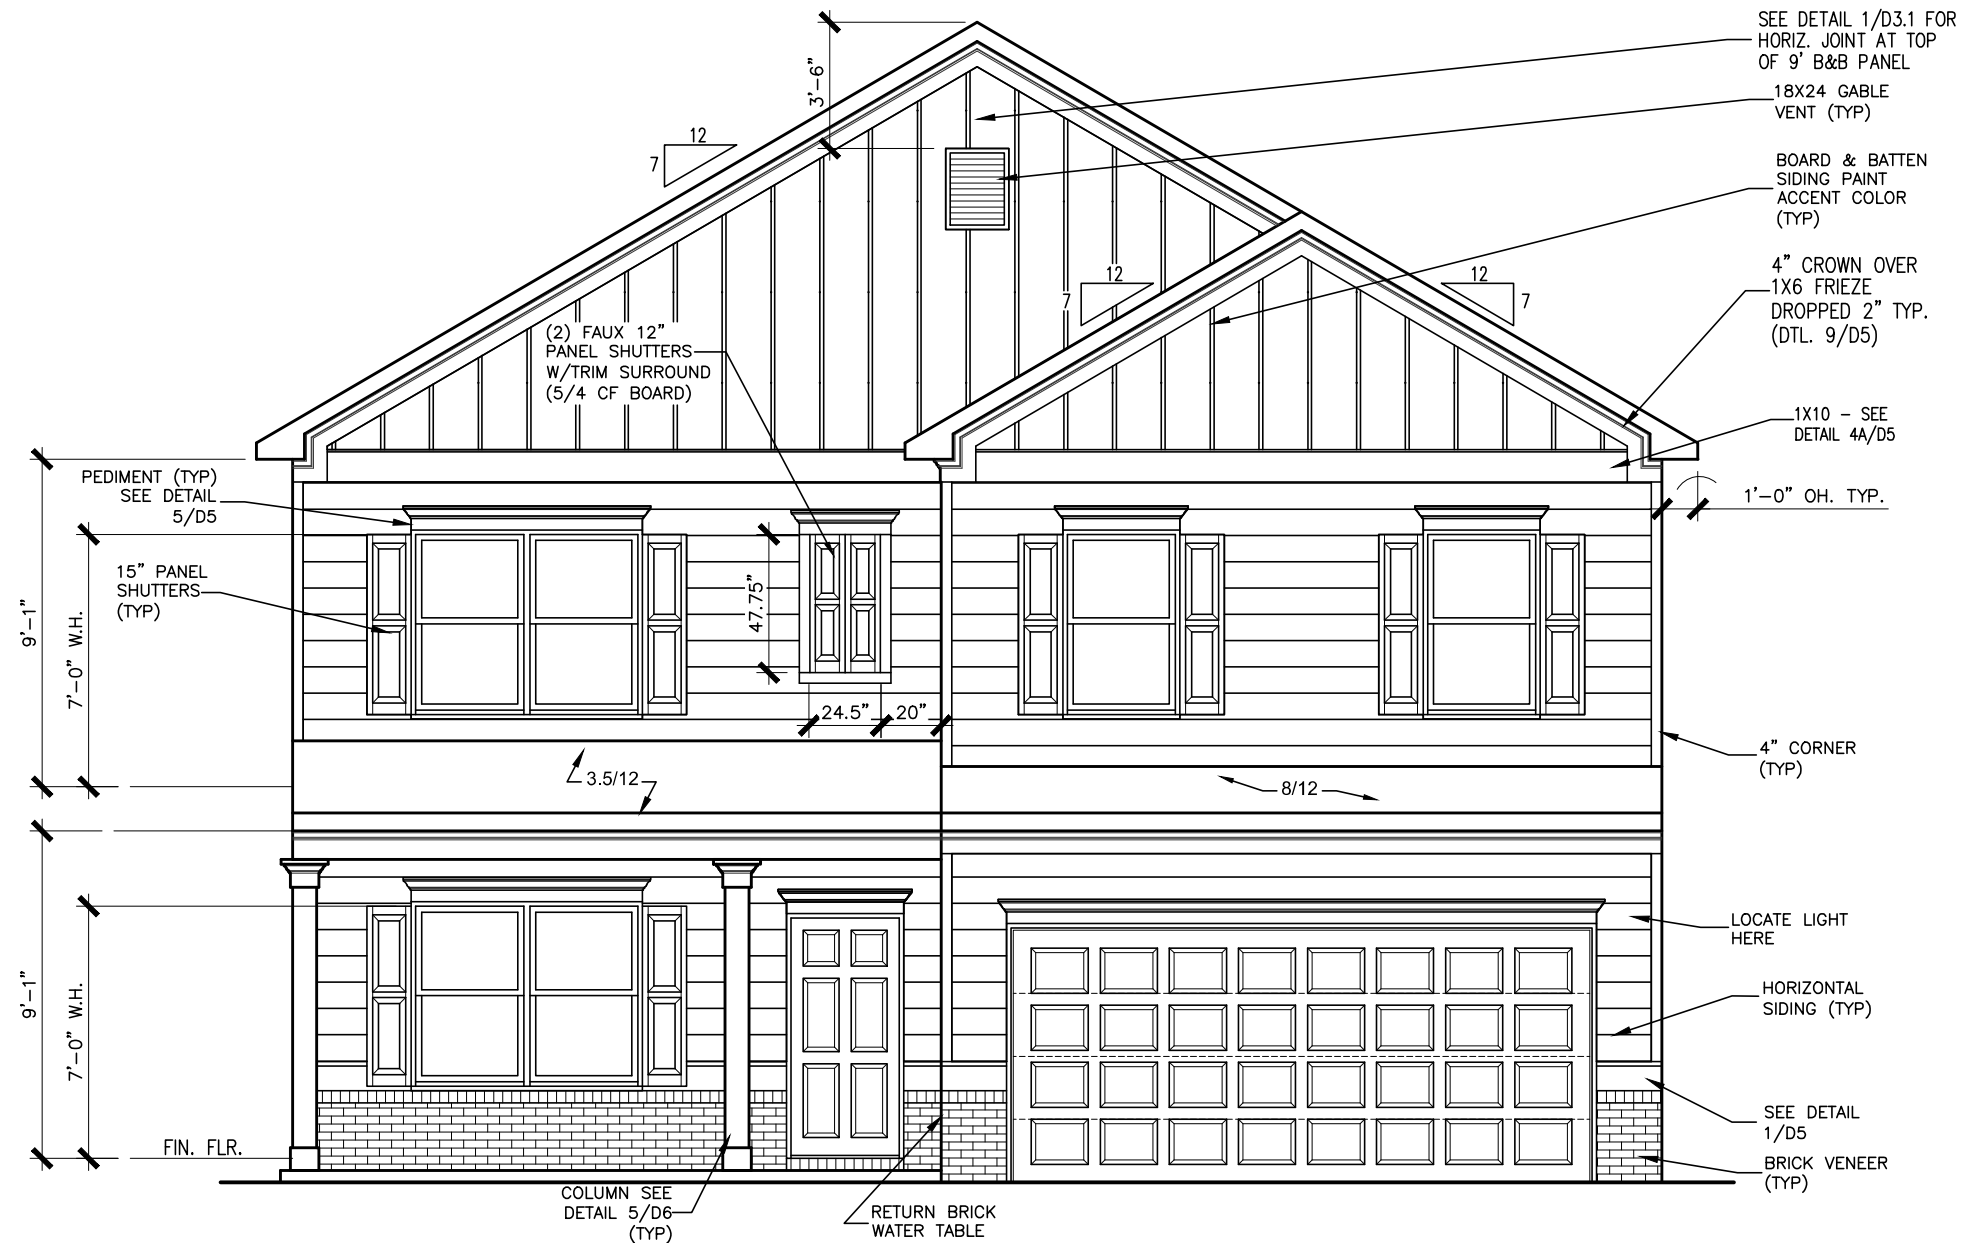 SEE DETAIL 1/D3.1 FOR
HORIZ. JOINT AT TOP
OF 9' B&B PANEL
3'-6"
18X24 GABLE
VENT (TYP)
12
7
BOARD & BATTEN
SIDING PAINT
ACCENT COLOR
(TYP)
12
7
12
7
4" CROWN OVER
1X6 FRIEZE
DROPPED 2" TYP.
(DTL. 9/D5)
(2) FAUX 12"
PANEL SHUTTERS
W/TRIM SURROUND
(5/4 CF BOARD)
1X10 - SEE
DETAIL 4A/D5
PEDIMENT (TYP)
SEE DETAIL
5/D5
1'-0" OH. TYP.
15" PANEL
SHUTTERS
(TYP)
9'-1"
7'-0" W.H.
47.75"
24.5"
20"
4" CORNER
(TYP)
3.5/12
8/12
9'-1"
7'-0" W.H.
LOCATE LIGHT
HERE
HORIZONTAL
SIDING (TYP)
SEE DETAIL
1/D5
FIN. FLR.
BRICK VENEER
(TYP)
COLUMN SEE
DETAIL 5/D6
(TYP)
RETURN BRICK
WATER TABLE